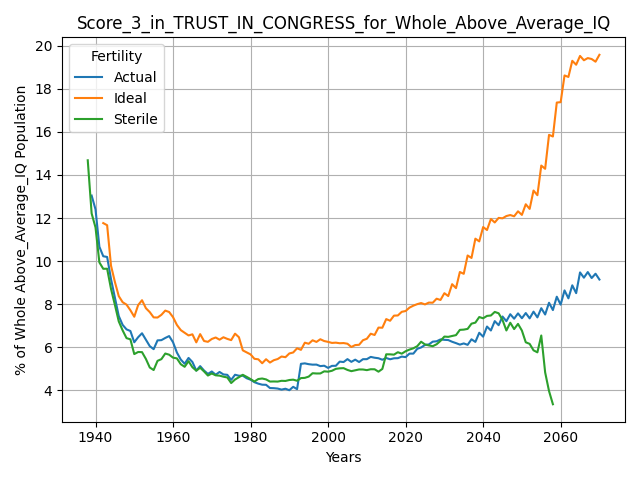 Score_3_in_TRUST_IN_CONGRESS_for_Whole_Above_Average_IQ
Fertility
Actual
Ideal
Sterile
% of Whole Above_Average_IQ Population
20
18
16
14
12
10
8
6
4
1940
1960
1980
2000
2020
2040
2060
Years